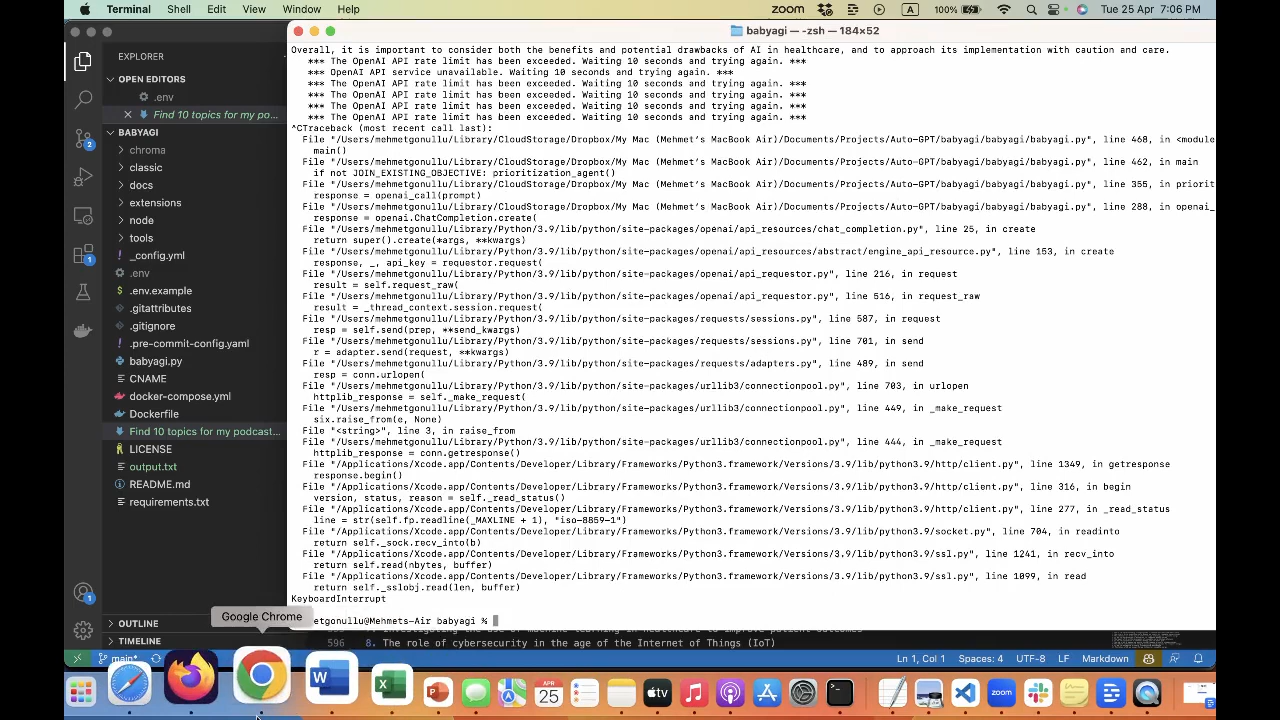 Terminal Shell Edit View Window Help
zoom A 100% Tue 25 Apr 7:06 PM
EXPLORER
OPEN EDITORS
.env
Find 10 topics for my po...
BABYAGI
chroma
classic
docs
extensions
node
tools
_config.yml
.env
.env.example
.gitattributes
.gitignore
.pre-commit-config.yaml
babyagi.py
CNAME
docker-compose.yml
Dockerfile
Find 10 topics for my podcast...
LICENSE
output.txt
README.md
requirements.txt
OUTLINE
TIMELINE
main*
babyagi — -zsh — 184×52
Overall, it is important to consider both the benefits and potential drawbacks of AI in healthcare, and to approach its implementation with caution and care.
*** The OpenAI API rate limit has been exceeded. Waiting 10 seconds and trying again. ***
*** OpenAI API service unavailable. Waiting 10 seconds and trying again. ***
*** The OpenAI API rate limit has been exceeded. Waiting 10 seconds and trying again. ***
*** The OpenAI API rate limit has been exceeded. Waiting 10 seconds and trying again. ***
*** The OpenAI API rate limit has been exceeded. Waiting 10 seconds and trying again. ***
^CTraceback (most recent call last):
File "/Users/mehmetgonullu/Library/CloudStorage/Dropbox/My Mac (Mehmet's MacBook Air)/Documents/Projects/Auto-GPT/babyagi/babyagi/babyagi.py", line 468, in <module
main()
File "/Users/mehmetgonullu/Library/CloudStorage/Dropbox/My Mac (Mehmet's MacBook Air)/Documents/Projects/Auto-GPT/babyagi/babyagi/babyagi.py", line 462, in main
if not JOIN_EXISTING_OBJECTIVE: prioritization_agent()
File "/Users/mehmetgonullu/Library/CloudStorage/Dropbox/My Mac (Mehmet's MacBook Air)/Documents/Projects/Auto-GPT/babyagi/babyagi/babyagi.py", line 355, in priorit
response = openai_call(prompt)
File "/Users/mehmetgonullu/Library/CloudStorage/Dropbox/My Mac (Mehmet's MacBook Air)/Documents/Projects/Auto-GPT/babyagi/babyagi/babyagi.py", line 288, in openai_
response = openai.ChatCompletion.create(
File "/Users/mehmetgonullu/Library/Python/3.9/lib/python/site-packages/openai/api_resources/chat_completion.py", line 25, in create
return super().create(*args, **kwargs)
File "/Users/mehmetgonullu/Library/Python/3.9/lib/python/site-packages/openai/api_resources/abstract/engine_api_resource.py", line 153, in create
response, _, api_key = requestor.request(
File "/Users/mehmetgonullu/Library/Python/3.9/lib/python/site-packages/openai/api_requestor.py", line 216, in request
result = self.request_raw(
File "/Users/mehmetgonullu/Library/Python/3.9/lib/python/site-packages/openai/api_requestor.py", line 516, in request_raw
result = _thread_context.session.request(
File "/Users/mehmetgonullu/Library/Python/3.9/lib/python/site-packages/requests/sessions.py", line 587, in request
resp = self.send(prep, **send_kwargs)
File "/Users/mehmetgonullu/Library/Python/3.9/lib/python/site-packages/requests/sessions.py", line 701, in send
r = adapter.send(request, **kwargs)
File "/Users/mehmetgonullu/Library/Python/3.9/lib/python/site-packages/requests/adapters.py", line 489, in send
resp = conn.urlopen(
File "/Users/mehmetgonullu/Library/Python/3.9/lib/python/site-packages/urllib3/connectionpool.py", line 703, in urlopen
httplib_response = self._make_request(
File "/Users/mehmetgonullu/Library/Python/3.9/lib/python/site-packages/urllib3/connectionpool.py", line 449, in _make_request
six.raise_from(e, None)
File "<string>", line 3, in raise_from
File "/Users/mehmetgonullu/Library/Python/3.9/lib/python/site-packages/urllib3/connectionpool.py", line 444, in _make_request
httplib_response = conn.getresponse()
File "/Applications/Xcode.app/Contents/Developer/Library/Frameworks/Python3.framework/Versions/3.9/lib/python3.9/http/client.py", line 1349, in getresponse
response.begin()
File "/Applications/Xcode.app/Contents/Developer/Library/Frameworks/Python3.framework/Versions/3.9/lib/python3.9/http/client.py", line 316, in begin
version, status, reason = self._read_status()
File "/Applications/Xcode.app/Contents/Developer/Library/Frameworks/Python3.framework/Versions/3.9/lib/python3.9/http/client.py", line 277, in _read_status
line = str(self.fp.readline(_MAXLINE + 1), "iso-8859-1")
File "/Applications/Xcode.app/Contents/Developer/Library/Frameworks/Python3.framework/Versions/3.9/lib/python3.9/socket.py", line 704, in readinto
return self._sock.recv_into(b)
File "/Applications/Xcode.app/Contents/Developer/Library/Frameworks/Python3.framework/Versions/3.9/lib/python3.9/ssl.py", line 1241, in recv_into
return self.read(nbytes, buffer)
File "/Applications/Xcode.app/Contents/Developer/Library/Frameworks/Python3.framework/Versions/3.9/lib/python3.9/ssl.py", line 1099, in read
return self._sslobj.read(len, buffer)
KeyboardInterrupt
etgonullu@Mehmets-Air babyagi %
Google Chrome
596 8. The role of cybersecurity in the age of the Internet of Things (IoT)
Ln 1, Col 1 Spaces: 4 UTF-8 LF Markdown
APR
25
tv
zoom